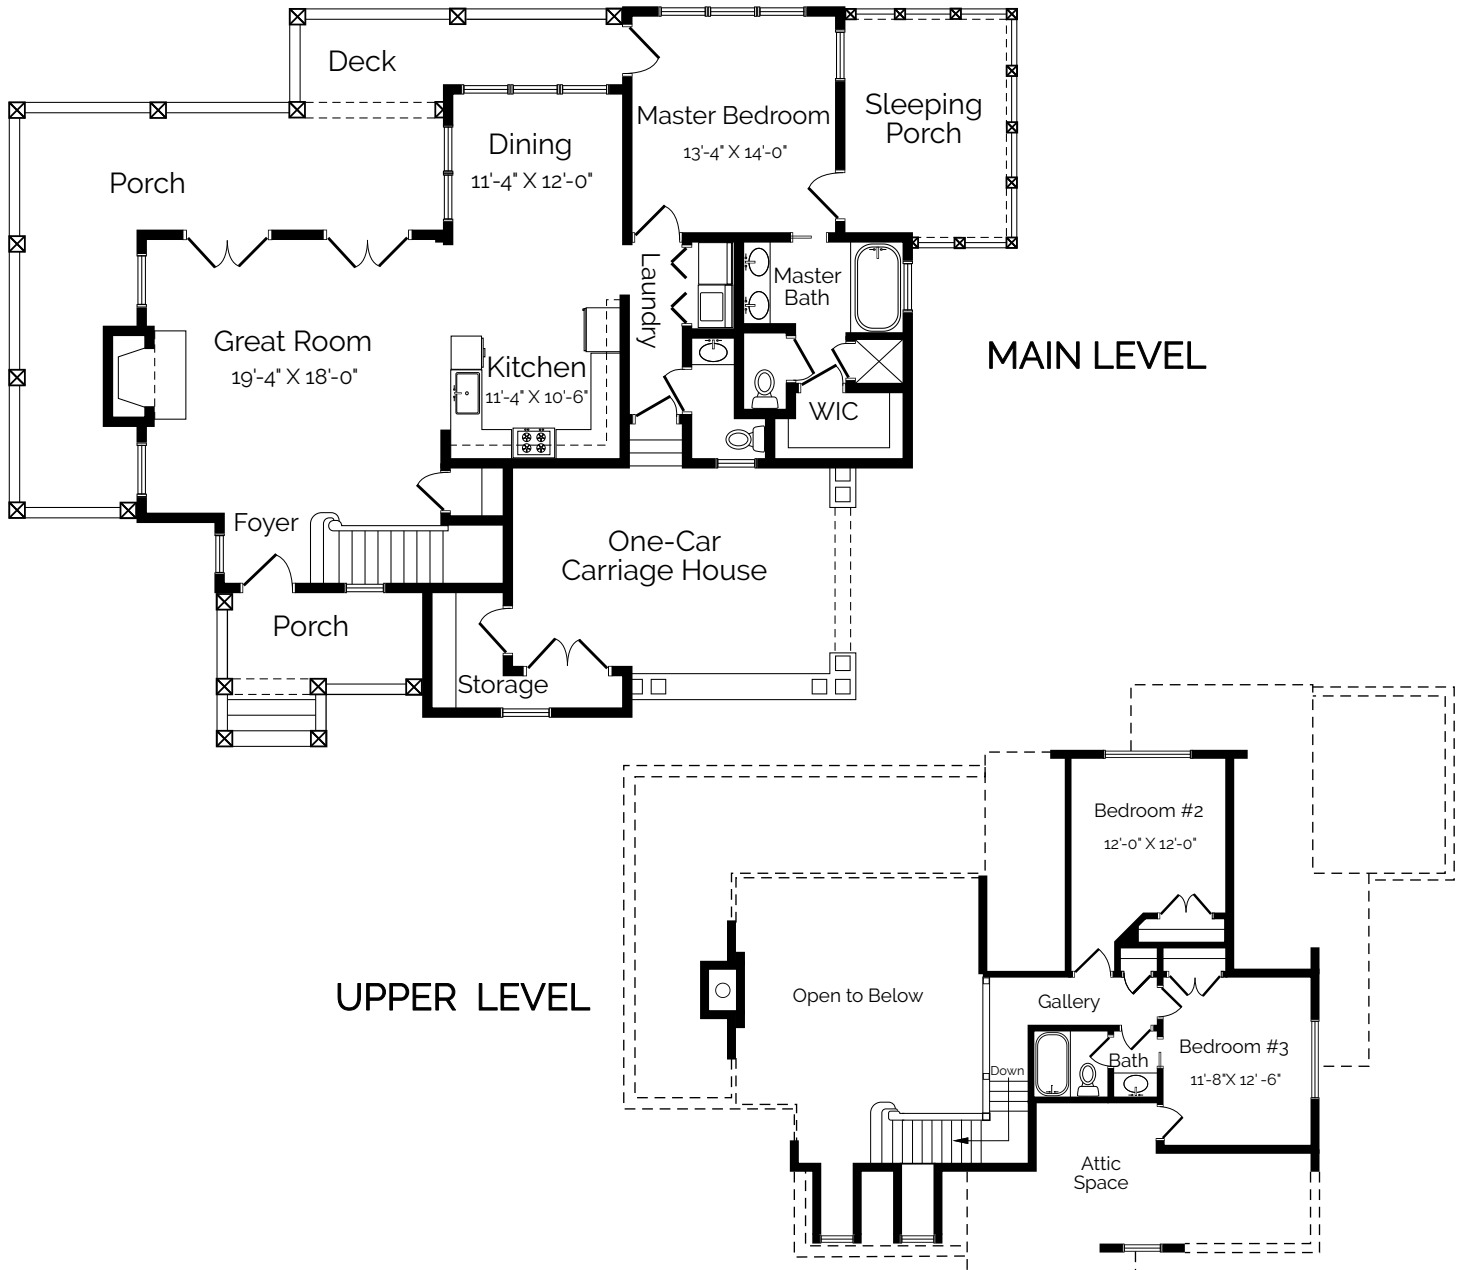 Deck
Dining
11'-4" X 12'-0"
Master Bedroom
13'-4" X 14'-0"
Sleeping
Porch
Porch
Laundry
Master
Bath
Great Room
19'-4" X 18'-0"
Kitchen
11'-4" X 10'-6"
WIC
MAIN LEVEL
Foyer
One-Car
Carriage House
Porch
Storage
UPPER LEVEL
Bedroom #2
12'-0" X 12'-0"
Open to Below
Gallery
Down
Bath
Bedroom #3
11'-8"X 12' -6"
Attic
Space